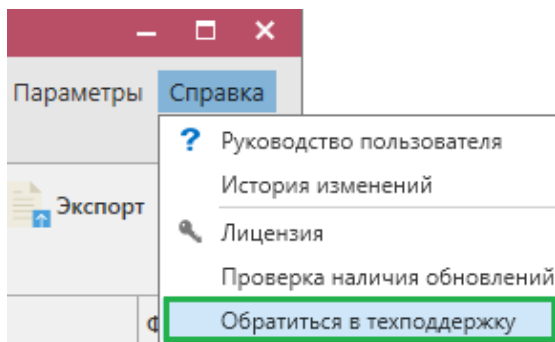 Параметры Справка
Руководство пользователя
История изменений
Экспорт
Лицензия
Проверка наличия обновлений
Обратиться в техподдержку